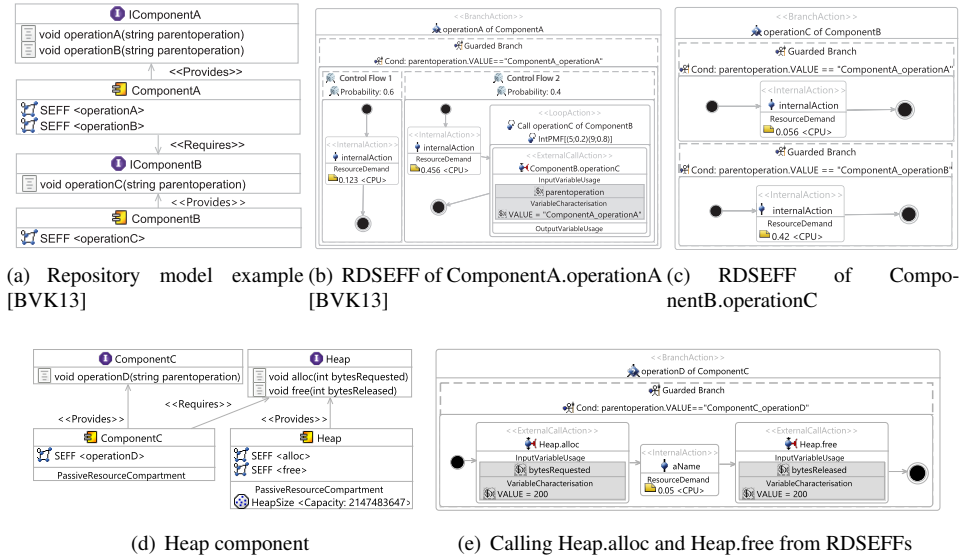 IComponentA
void operationA(string parentoperation)
void operationB(string parentoperation)
<<Provides>>
ComponentA
SEFF <operationA>
SEFF <operationB>
<<Requires>>
IComponentB
void operationC(string parentoperation)
<<Provides>>
ComponentB
SEFF <operationC>
(a) Repository model example [BVK13]
<<BranchAction>>
operationA of ComponentA
Guarded Branch
Cond: parentoperation.VALUE=="ComponentA_operationA"
Control Flow 1
Probability: 0.6
<<InternalAction>>
internalAction
ResourceDemand
0.123 <CPU>
Control Flow 2
Probability: 0.4
<<InternalAction>>
internalAction
ResourceDemand
0.456 <CPU>
<<LoopAction>>
Call operationC of ComponentB
IntPMF[(5;0.2)(9;0.8)]
<<ExternalCallAction>>
ComponentB.operationC
InputVariableUsage
parentoperation
VariableCharacterisation
VALUE = "ComponentA_operationA"
OutputVariableUsage
(b) RDSEFF of ComponentA.operationA [BVK13]
<<BranchAction>>
operationC of ComponentB
Guarded Branch
Cond: parentoperation.VALUE == "ComponentA_operationA"
<<InternalAction>>
internalAction
ResourceDemand
0.056 <CPU>
Guarded Branch
Cond: parentoperation.VALUE == "ComponentA_operationB"
<<InternalAction>>
internalAction
ResourceDemand
0.42 <CPU>
(c) RDSEFF of Compo-
nentB.operationC
ComponentC
void operationD(string parentoperation)
Heap
void alloc(int bytesRequested)
void free(int bytesReleased)
<<Provides>>
<<Requires>>
<<Provides>>
ComponentC
SEFF <operationD>
PassiveResourceCompartment
Heap
SEFF <alloc>
SEFF <free>
PassiveResourceCompartment
HeapSize <Capacity: 2147483647>
(d) Heap component
<<BranchAction>>
operationD of ComponentC
Guarded Branch
Cond: parentoperation.VALUE=="ComponentC_operationD"
<<ExternalCallAction>>
Heap.alloc
InputVariableUsage
bytesRequested
VariableCharacterisation
VALUE = 200
<<InternalAction>>
aName
ResourceDemand
0.05 <CPU>
<<ExternalCallAction>>
Heap.free
InputVariableUsage
bytesReleased
VariableCharacterisation
VALUE = 200
(e) Calling Heap.alloc and Heap.free from RDSEFFs